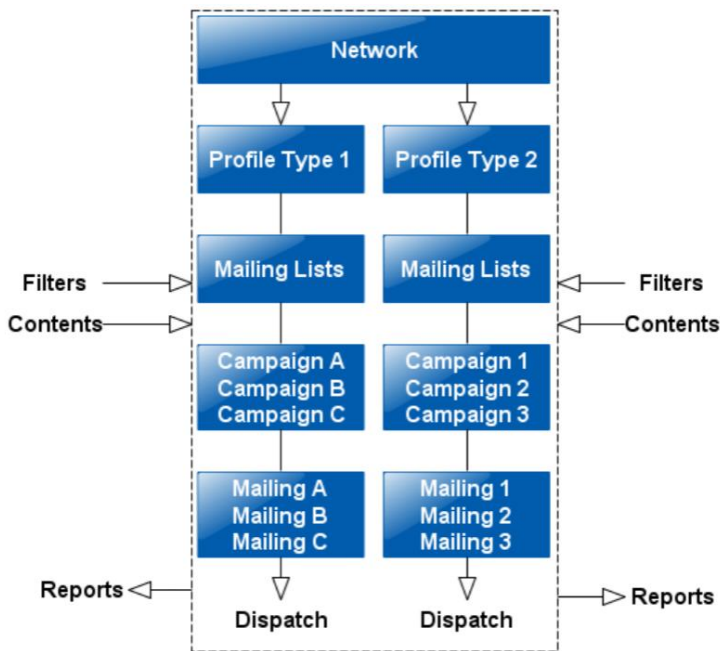 Network
Profile Type 1
Profile Type 2
Mailing Lists
Mailing Lists
Filters
Filters
Contents
Contents
Campaign A
Campaign B
Campaign C
Campaign 1
Campaign 2
Campaign 3
Mailing A
Mailing B
Mailing C
Mailing 1
Mailing 2
Mailing 3
Reports
Reports
Dispatch
Dispatch